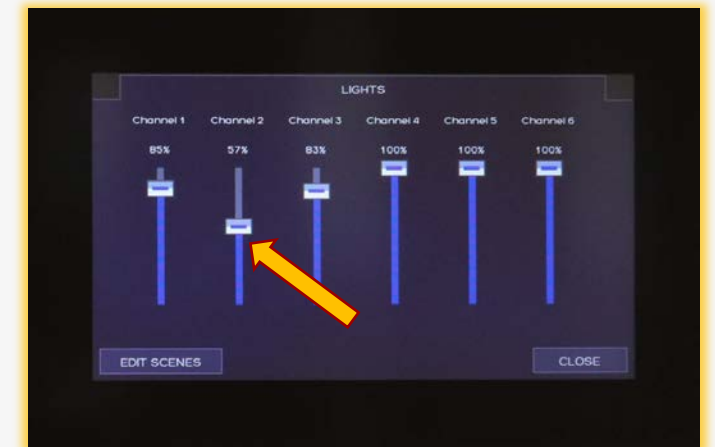 LIGHTS
Channel 1 Channel 2 Channel 3 Channel 4 Channel 5 Channel 6
85% 57% 83% 100% 100% 100%
EDIT SCENES CLOSE